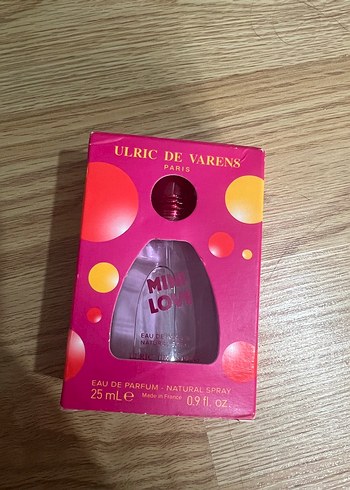 ULRIC DE VARENS
PARIS
MINI
LOVE
EAU DE PARFUM - NATURAL SPRAY
25 mL ℮ Made in France 0,9 fl. oz.